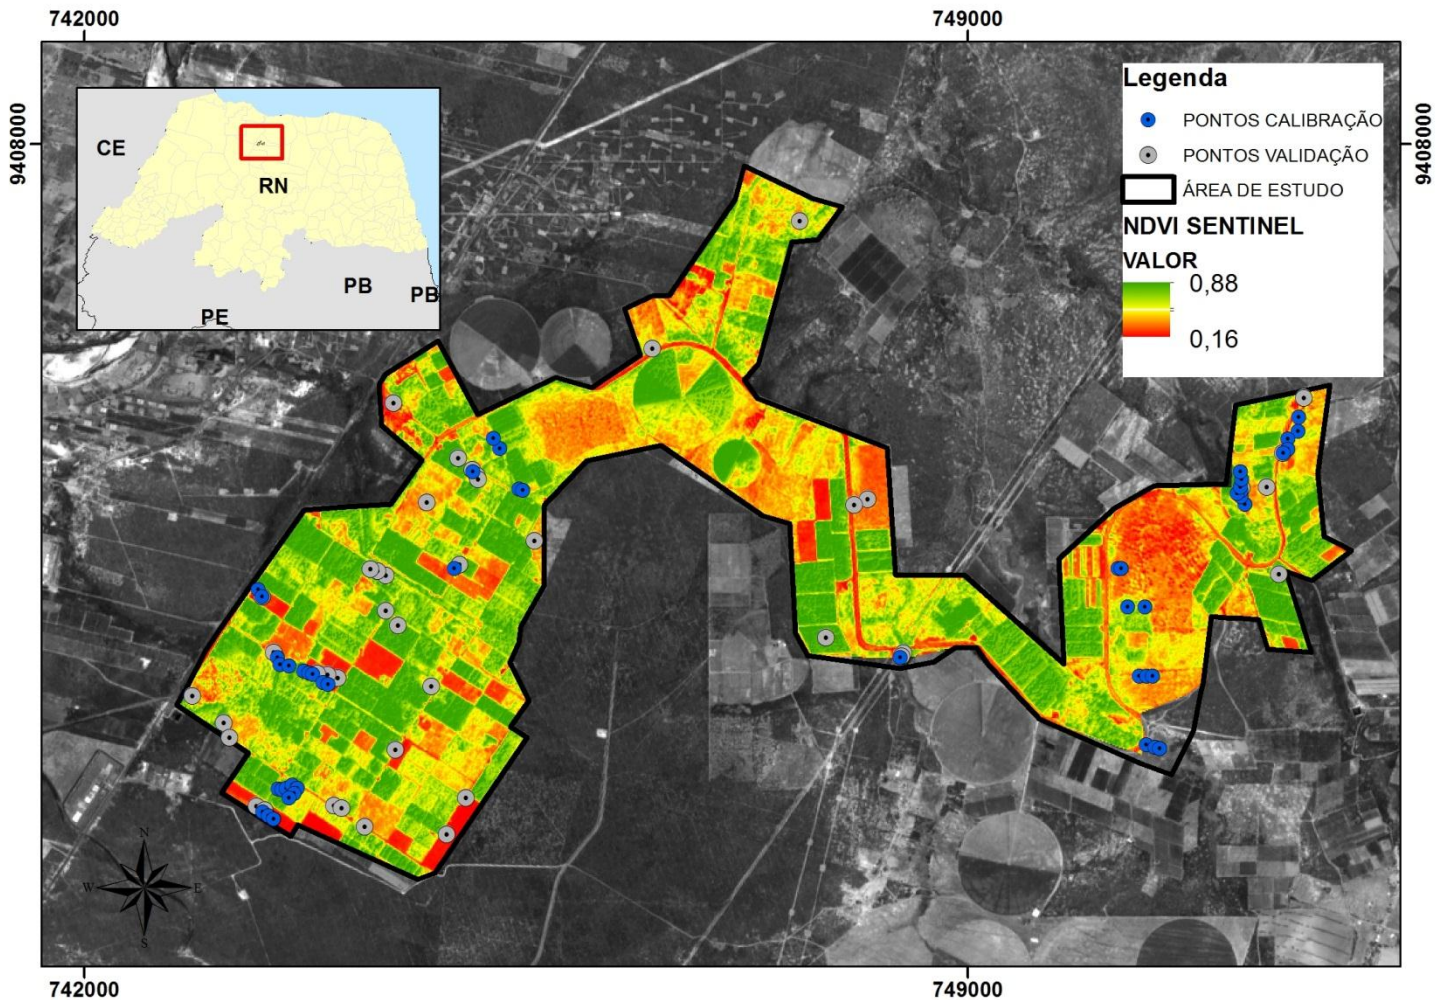 742000
749000
9408000
9408000
CE
RN
PB
PB
PE
Legenda
PONTOS CALIBRAÇÃO
PONTOS VALIDAÇÃO
ÁREA DE ESTUDO
NDVI SENTINEL
VALOR
0,88
0,16
N
W
E
S
742000
749000